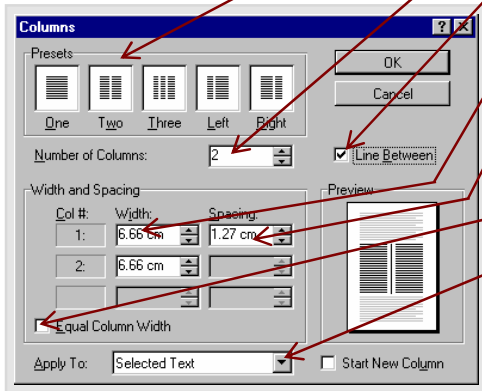 Columns
Presets
OK
Cancel
One Two Three Left Right
Number of Columns: 2
Line Between
Width and Spacing
Preview
Col #: Width: Spacing:
1: 6.66 cm 1.27 cm
2: 6.66 cm
Equal Column Width
Apply To: Selected Text
Start New Column